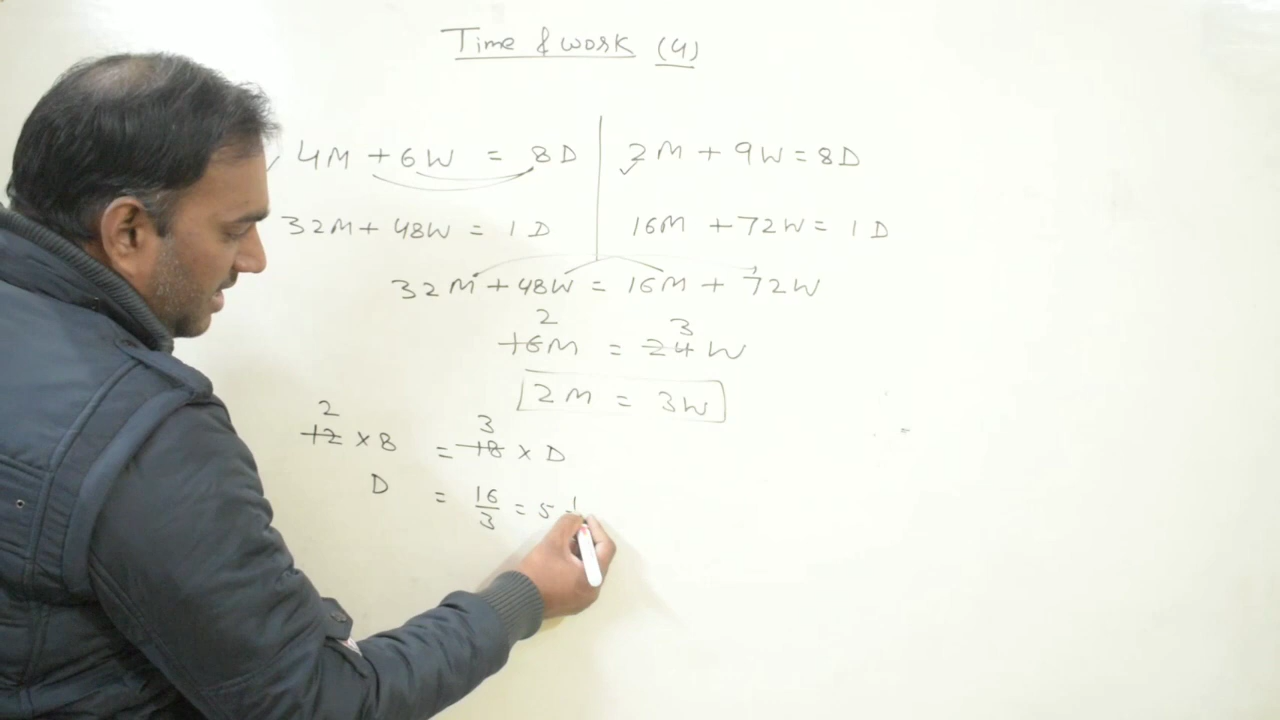 Time & work (4)
4M + 6W = 8D
2M + 9W = 8D
32M + 48W = 1D
16M + 72W = 1D
32M + 48W = 16M + 72W
2 3
16M = 24W
2M = 3W
2 3
12 × 8 = 18 × D
D = 16/3 = 5 1